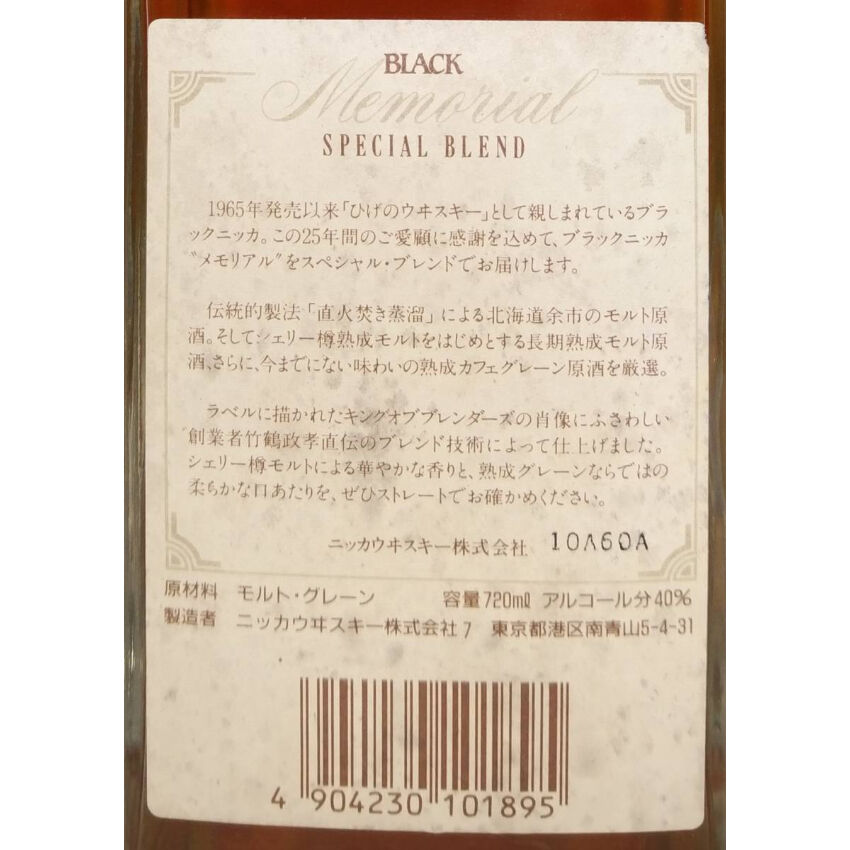 BLACK
Memorial
SPECIAL BLEND
1965年発売以来「ひげのウヰスキー」として親しまれているブラ
ックニッカ。この25年間のご愛顧に感謝を込めて、ブラックニッカ
〝メモリアル〟をスペシャル・ブレンドでお届けします。
伝統的製法「直火焚き蒸溜」による北海道余市のモルト原
酒。そしてシェリー樽熟成モルトをはじめとする長期熟成モルト原
酒、さらに、今までにない味わいの熟成カフェグレーン原酒を厳選。
ラベルに描かれたキングオブブレンダーズの肖像にふさわしい
創業者竹鶴政孝直伝のブレンド技術によって仕上げました。
シェリー樽モルトによる華やかな香りと、熟成グレーンならではの
柔らかな口あたりを、ぜひストレートでお確かめください。
ニッカウヰスキー株式会社 10A60A
原材料 モルト・グレーン 容量720mℓ アルコール分40%
製造者 ニッカウヰスキー株式会社7 東京都港区南青山5-4-31
4 904230 101895